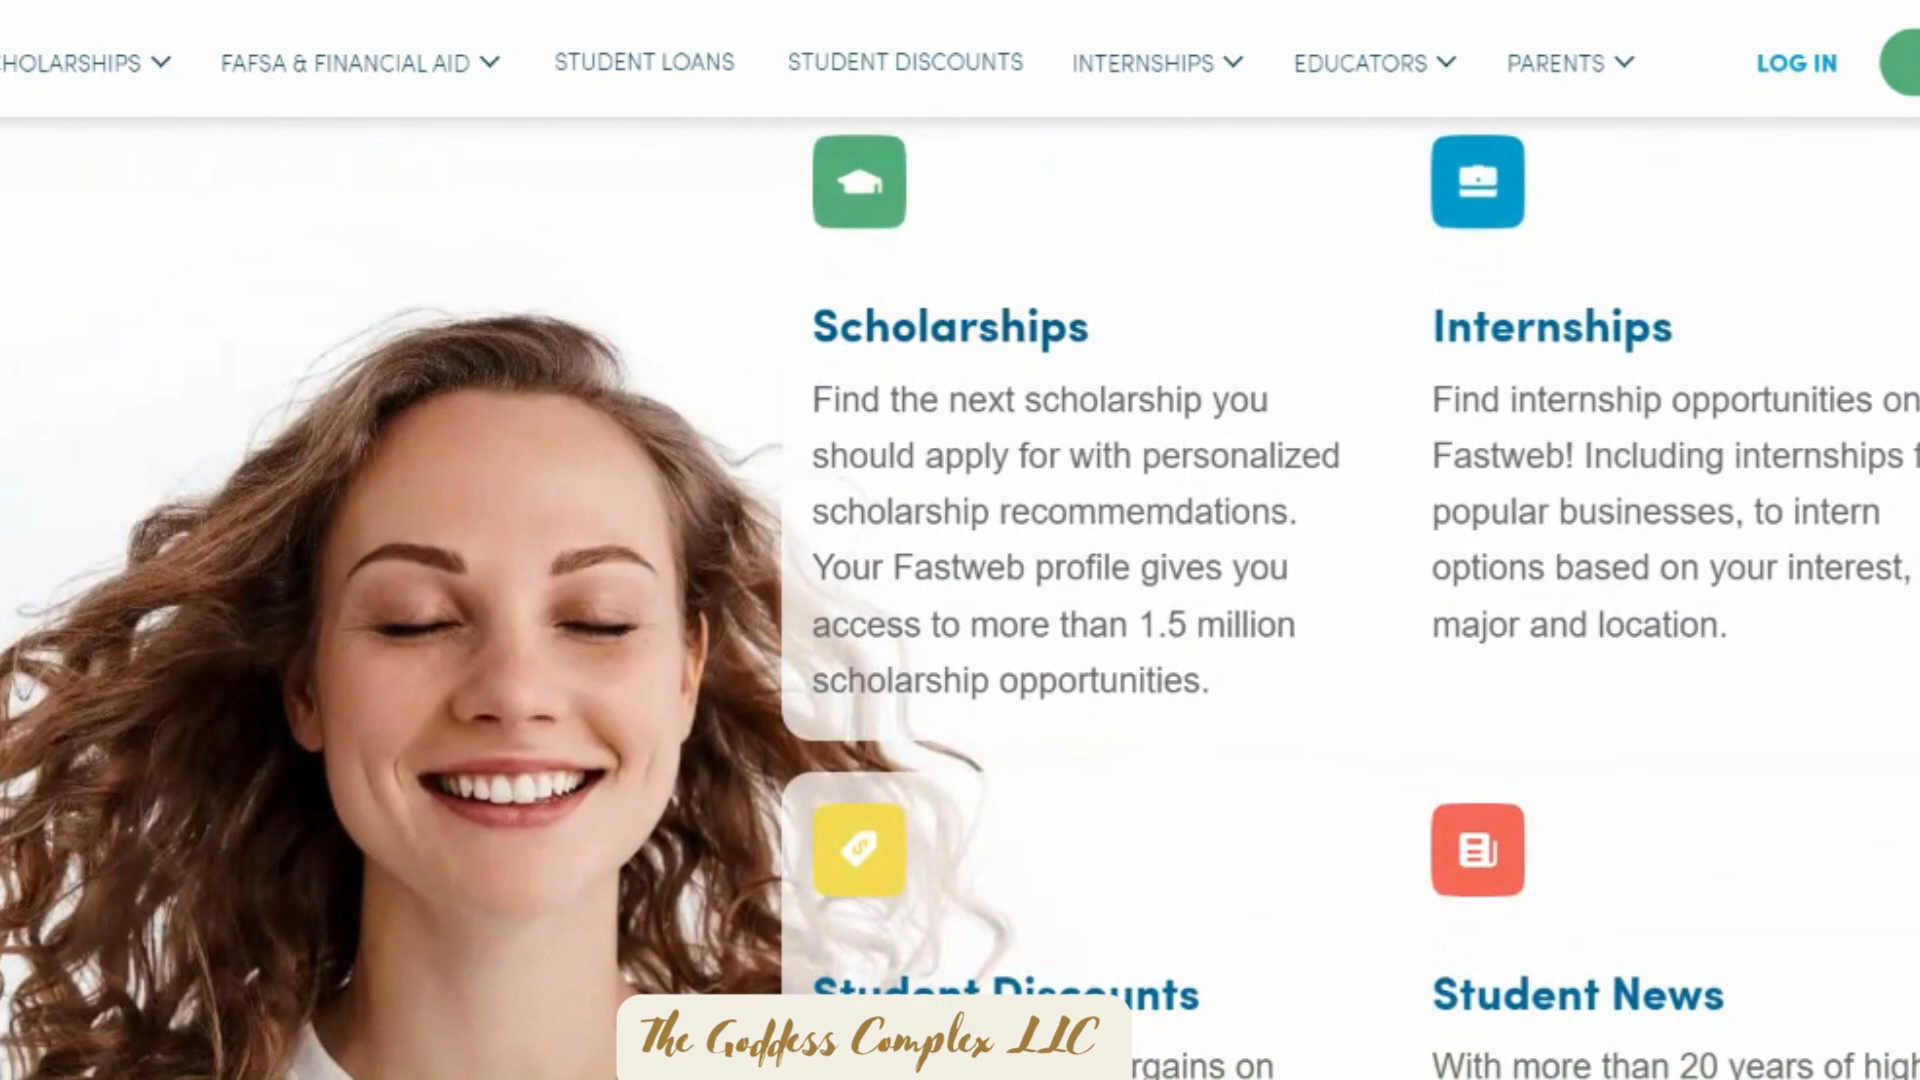 CHOLARSHIPS FAFSA & FINANCIAL AID STUDENT LOANS STUDENT DISCOUNTS INTERNSHIPS EDUCATORS PARENTS LOG IN
Scholarships
Find the next scholarship you
should apply for with personalized
scholarship recommemdations.
Your Fastweb profile gives you
access to more than 1.5 million
scholarship opportunities.
Internships
Find internship opportunities on
Fastweb! Including internships f
popular businesses, to intern
options based on your interest,
major and location.
Student Discounts
rgains on
Student News
With more than 20 years of high
The Goddess Complex LLC